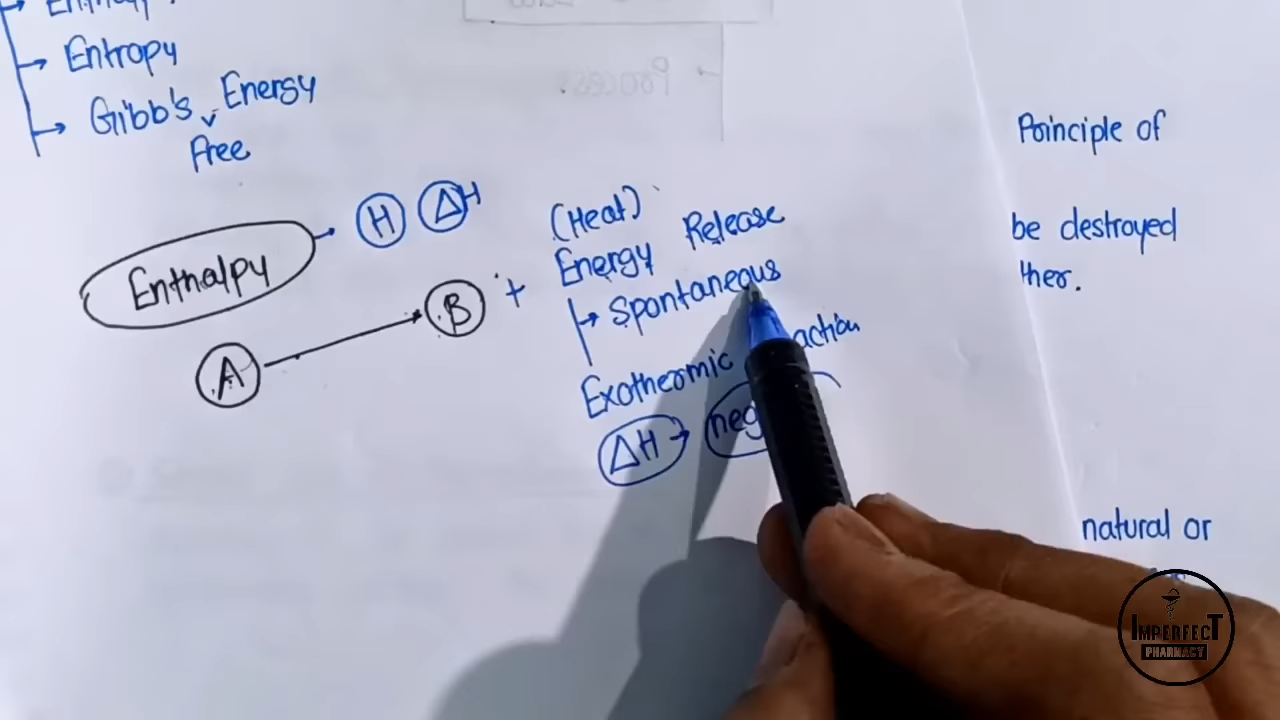 Entropy
Gibb's Energy
Free
Enthalpy
H ΔH
A
B
+
(Heat)
Energy Release
Spontaneous
Exothermic
ΔH
Principle of
be destroyed
ther.
natural or
IMPERFECT
PHARMACY